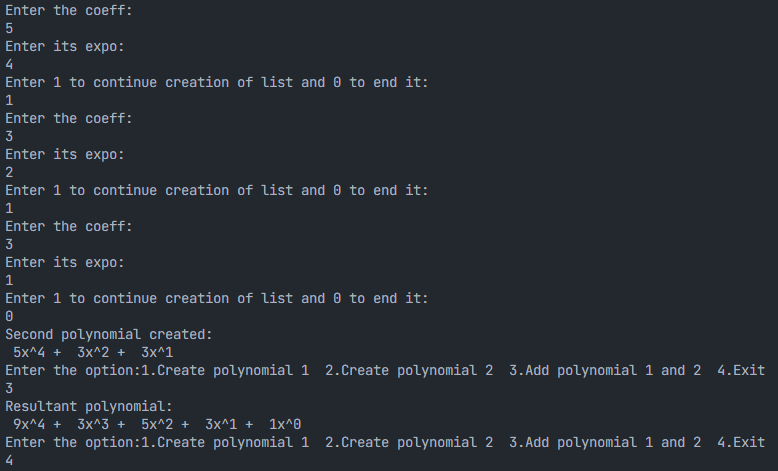 Enter the coeff:
5
Enter its expo:
4
Enter 1 to continue creation of list and 0 to end it:
1
Enter the coeff:
3
Enter its expo:
2
Enter 1 to continue creation of list and 0 to end it:
1
Enter the coeff:
3
Enter its expo:
1
Enter 1 to continue creation of list and 0 to end it:
0
Second polynomial created:
 5x^4 +  3x^2 +  3x^1
Enter the option:1.Create polynomial 1  2.Create polynomial 2  3.Add polynomial 1 and 2  4.Exit
3
Resultant polynomial:
 9x^4 +  3x^3 +  5x^2 +  3x^1 +  1x^0
Enter the option:1.Create polynomial 1  2.Create polynomial 2  3.Add polynomial 1 and 2  4.Exit
4